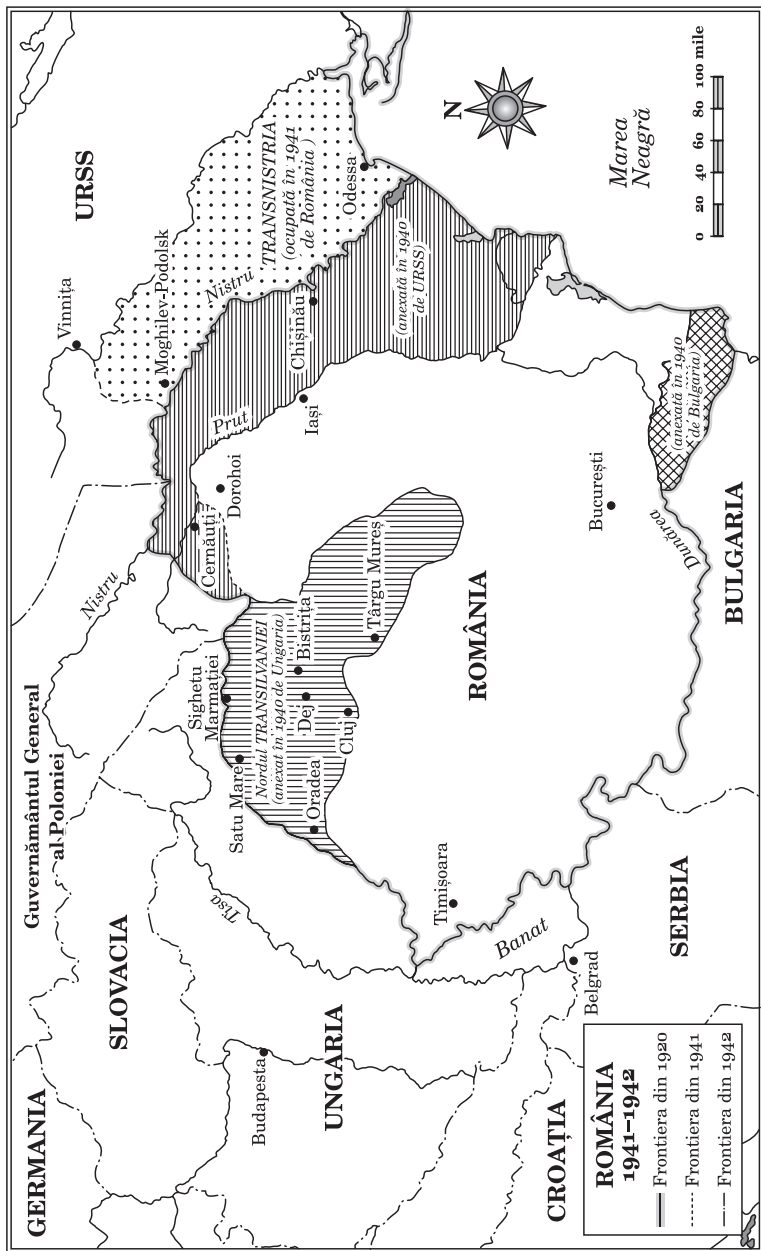 GERMANIA
SLOVACIA
Guvernământul General
al Poloniei
Nistru
Vinnița
URSS
Moghilev-Podolsk
Nistru
TRANSNISTRIA
(ocupată în 1941
de România )
Odessa
Budapesta
UNGARIA
Tisa
Satu Mare
Sighetu
Marmației
Nordul TRANSILVANIEI
(anexat în 1940 de Ungaria)
Oradea
Dej
Bistrița
Cluj
Târgu Mureș
Cernăuți
Dorohoi
Prut
Iași
Chișinău
(anexată în 1940
de URSS)
N
Timișoara
Banat
ROMÂNIA
București
Dunărea
(anexată în 1940
de Bulgaria)
Marea
Neagră
CROAȚIA
Belgrad
SERBIA
BULGARIA
0 20 40 60 80 100 mile
ROMÂNIA
1941–1942
Frontiera din 1920
Frontiera din 1941
Frontiera din 1942